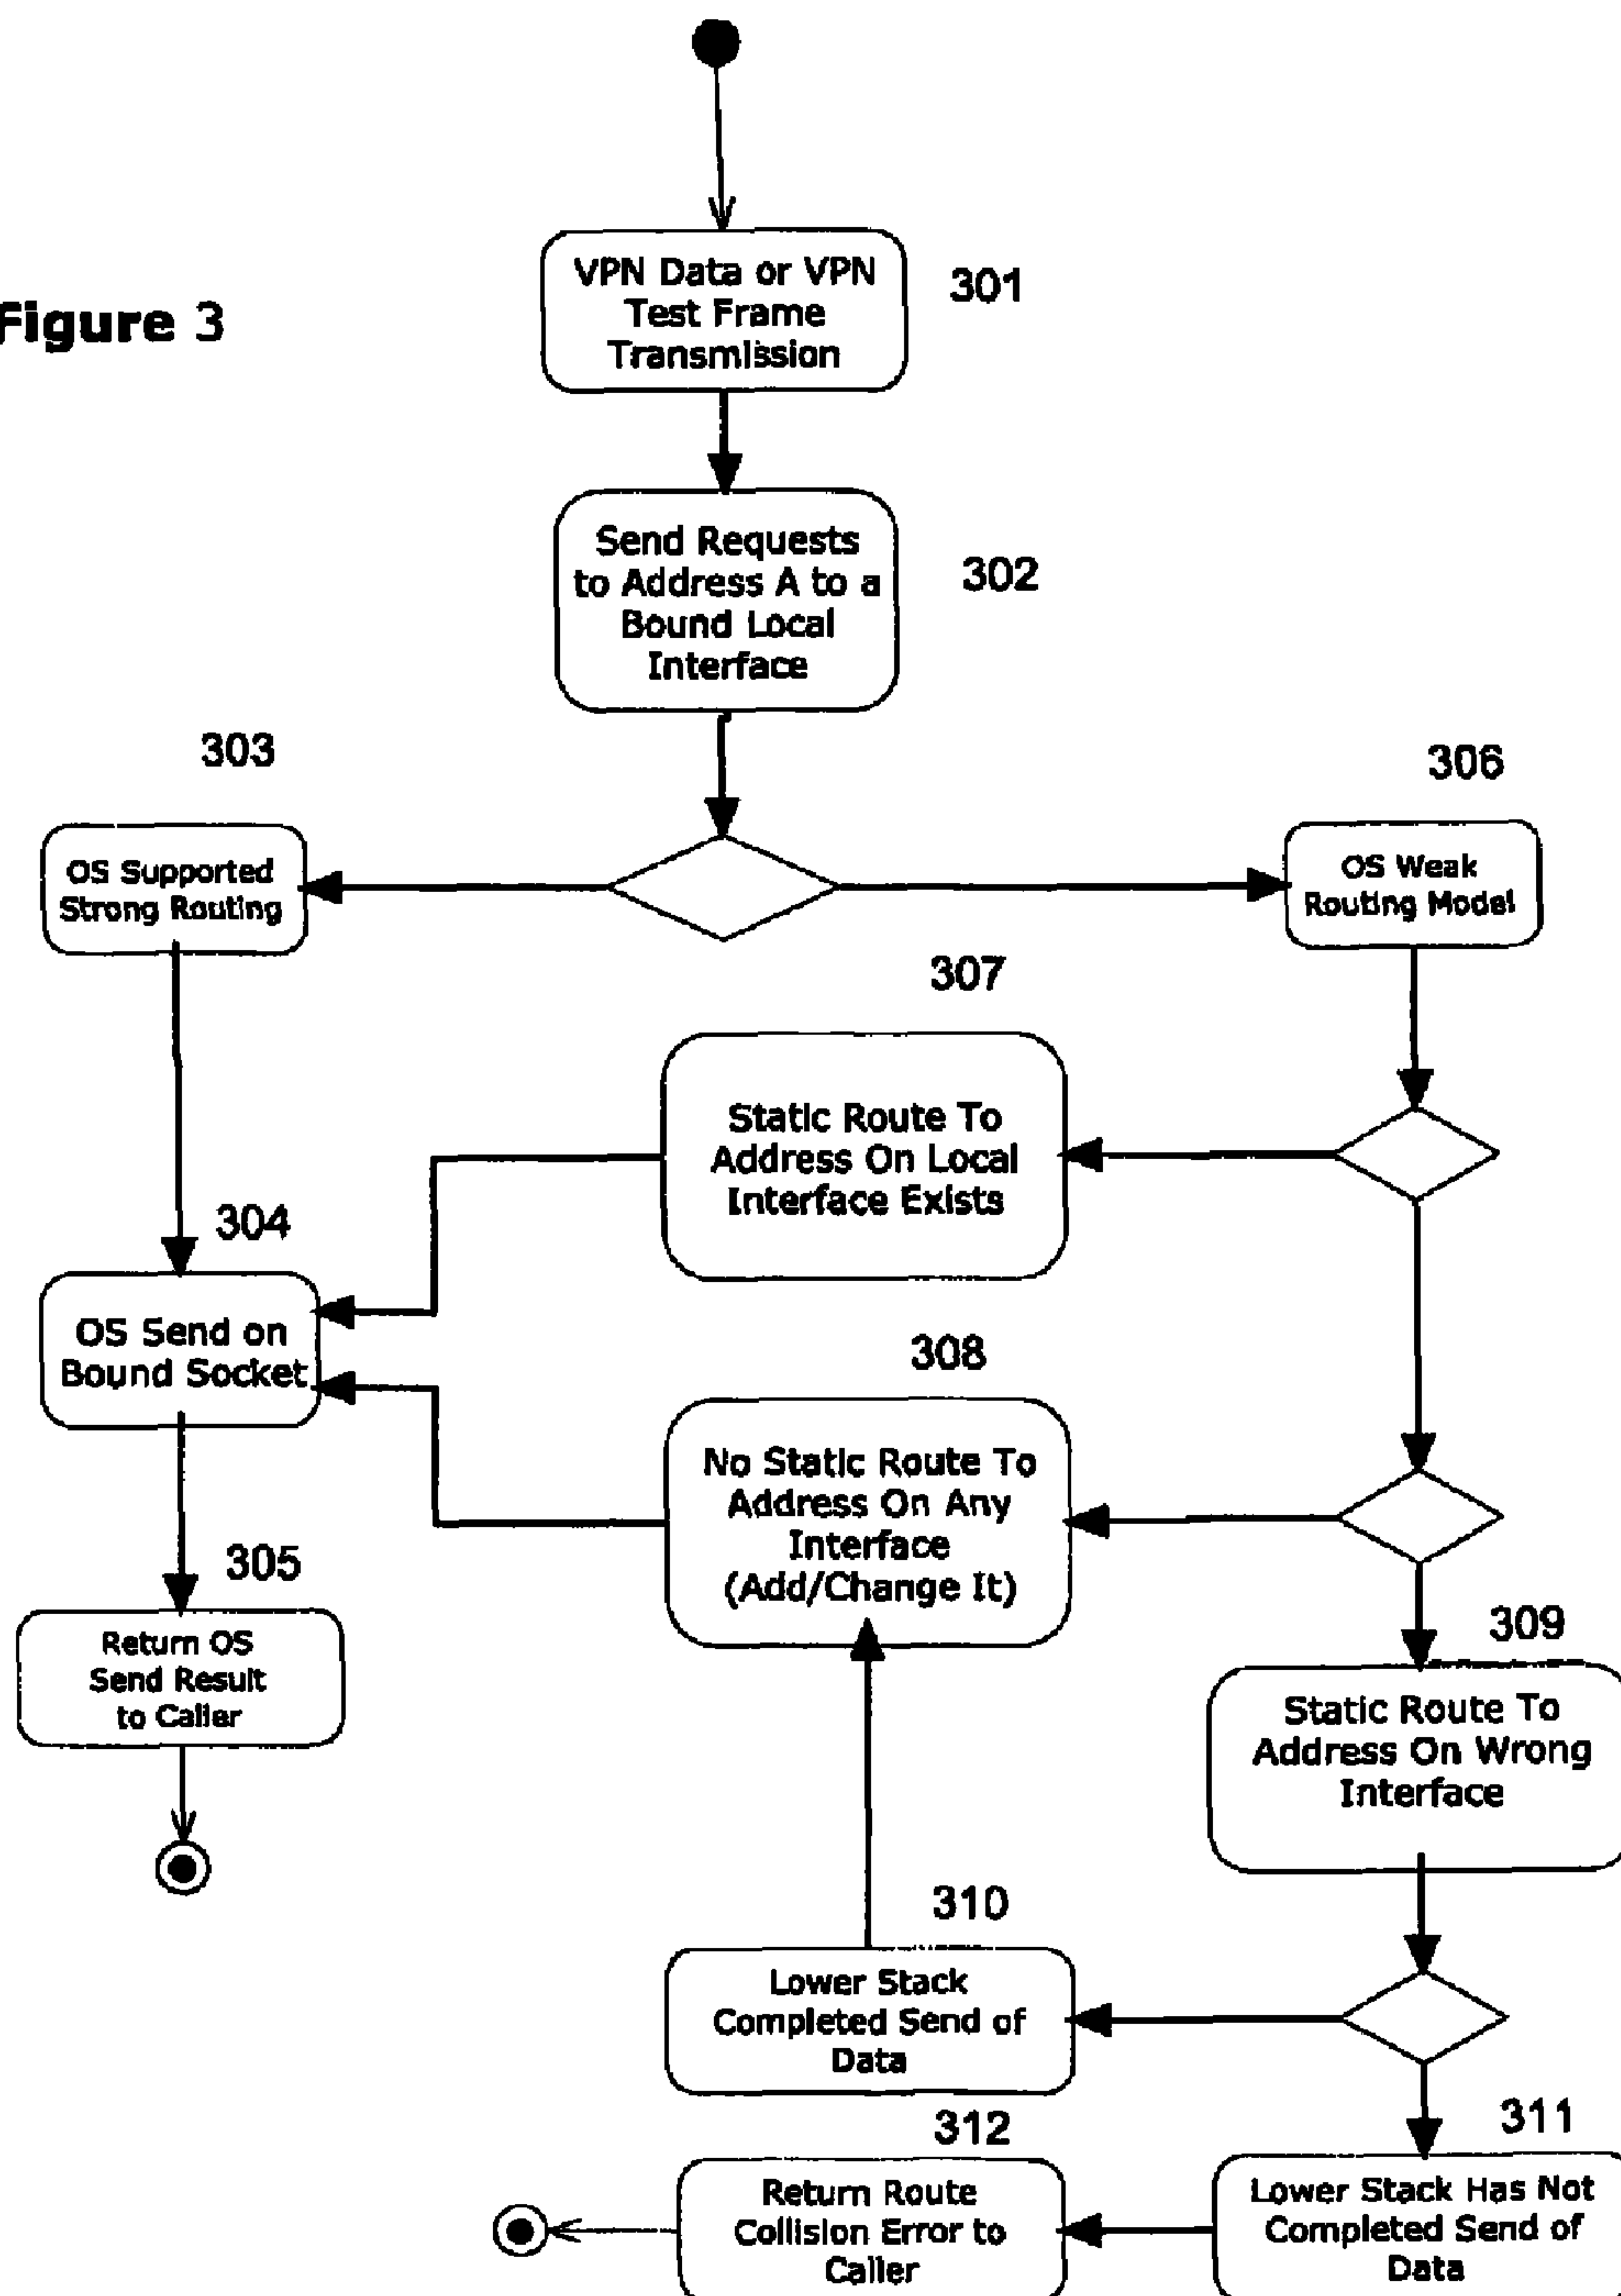 Figure 3
VPN Data or VPN
Test Frame
Transmission
301
Send Requests
to Address A to a
Bound Local
Interface
302
303
306
OS Supported
Strong Routing
OS Weak
Routing Model
307
Static Route To
Address On Local
Interface Exists
304
OS Send on
Bound Socket
308
No Static Route To
Address On Any
Interface
(Add/Change It)
305
Return OS
Send Result
to Caller
309
Static Route To
Address On Wrong
Interface
310
Lower Stack
Completed Send of
Data
311
312
Return Route
Collision Error to
Caller
Lower Stack Has Not
Completed Send of
Data